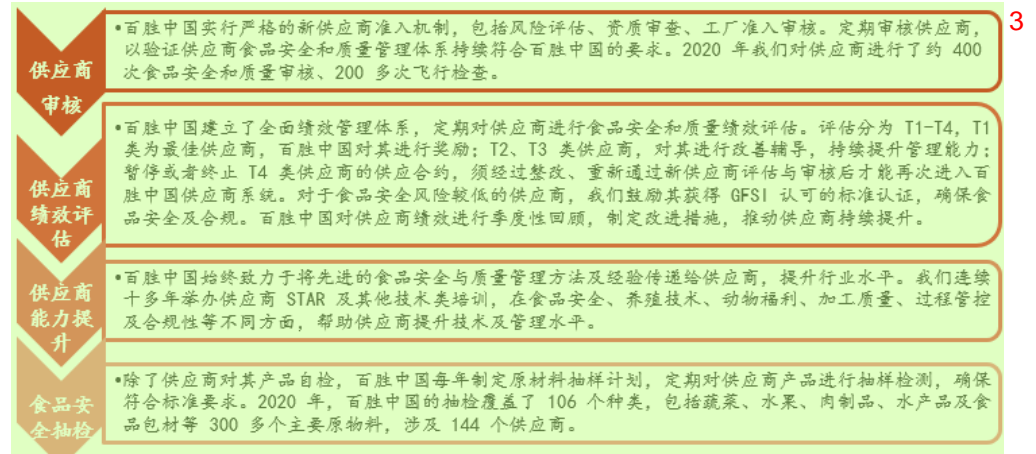 3
供应商
审核
•百胜中国实行严格的新供应商准入机制，包括风险评估、资质审查、工厂准入审核。定期审核供应商，
以验证供应商食品安全和质量管理体系持续符合百胜中国的要求。2020 年我们对供应商进行了约 400
次食品安全和质量审核、200 多次飞行检查。
供应商
绩效评
估
•百胜中国建立了全面绩效管理体系，定期对供应商进行食品安全和质量绩效评估。评估分为 T1-T4，T1
类为最佳供应商，百胜中国对其进行奖励；T2、T3 类供应商，对其进行改善辅导，持续提升管理能力；
暂停或者终止 T4 类供应商的供应合约，须经过整改、重新通过新供应商评估与审核后才能再次进入百
胜中国供应商系统。对于食品安全风险较低的供应商，我们鼓励其获得 GFSI 认可的标准认证，确保食
品安全及合规。百胜中国对供应商绩效进行季度性回顾，制定改进措施，推动供应商持续提升。
供应商
能力提
升
•百胜中国始终致力于将先进的食品安全与质量管理方法及经验传递给供应商，提升行业水平。我们连续
十多年举办供应商 STAR 及其他技术类培训，在食品安全、养殖技术、动物福利、加工质量、过程管控
及合规性等不同方面，帮助供应商提升技术及管理水平。
食品安
全抽检
•除了供应商对其产品自检，百胜中国每年制定原材料抽样计划，定期对供应商产品进行抽样检测，确保
符合标准要求。2020 年，百胜中国的抽检覆盖了 106 个种类，包括蔬菜、水果、肉制品、水产品及食
品包材等 300 多个主要原物料，涉及 144 个供应商。